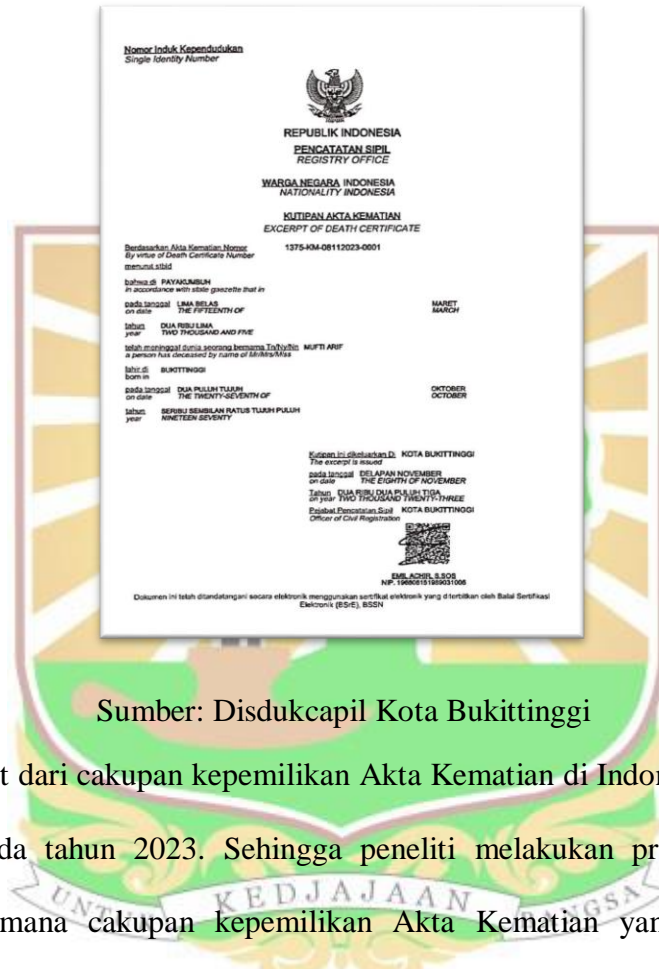 Nomor Induk Kependudukan
Single Identity Number
REPUBLIK INDONESIA
PENCATATAN SIPIL
REGISTRY OFFICE
WARGA NEGARA INDONESIA
NATIONALITY INDONESIA
KUTIPAN AKTA KEMATIAN
EXCERPT OF DEATH CERTIFICATE
Berdasarkan Akta Kematian Nomor 1375-KM-08112023-0001
By virtue of Death Certificate Number
menurut stbld
bahwa di PAYAKUMBUH
in accordance with state gaezette that in
pada tanggal LIMA BELAS MARET
on date THE FIFTEENTH OF MARCH
tahun DUA RIBU LIMA
year TWO THOUSAND AND FIVE
telah meninggal dunia seorang bernama Tn/Ny/Nn MUFTI ARIF
a person has deceased by name of Mr/Mrs/Miss
lahir di BUKITTINGGI
born in
pada tanggal DUA PULUH TUJUH OKTOBER
on date THE TWENTY-SEVENTH OF OCTOBER
tahun SERIBU SEMBILAN RATUS TUJUH PULUH
year NINETEEN SEVENTY
Kutipan ini dikeluarkan Di KOTA BUKITTINGGI
The excerpt is issued
pada tanggal DELAPAN NOVEMBER
on date THE EIGHTH OF NOVEMBER
Tahun DUA RIBU DUA PULUH TIGA
on year TWO THOUSAND TWENTY-THREE
Pejabat Pencatatan Sipil KOTA BUKITTINGGI
Officer of Civil Registration
EMIL ACHIR, S.SOS
NIP.
Dokumen ini telah ditandatangani secara elektronik menggunakan sertifikat elektronik yang diterbitkan oleh Balai Sertifikasi
Elektronik (BSrE), BSSN
Sumber: Disdukcapil Kota Bukittinggi
t dari cakupan kepemilikan Akta Kematian di Indon
da tahun 2023. Sehingga peneliti melakukan pr
UNTUK KEDJAJAAN BANGSA
mana cakupan kepemilikan Akta Kematian yan